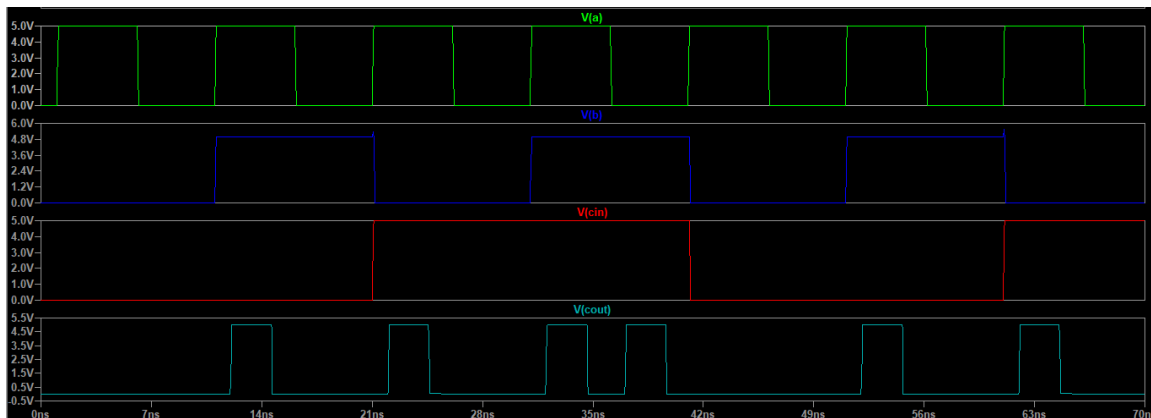 V(a)
5.0V
4.0V
3.0V
2.0V
1.0V
0.0V
V(b)
6.0V
4.8V
3.6V
2.4V
1.2V
0.0V
V(cin)
5.0V
4.0V
3.0V
2.0V
1.0V
0.0V
V(cout)
5.5V
4.5V
3.5V
2.5V
1.5V
0.5V
-0.5V
0ns 7ns 14ns 21ns 28ns 35ns 42ns 49ns 56ns 63ns 70ns